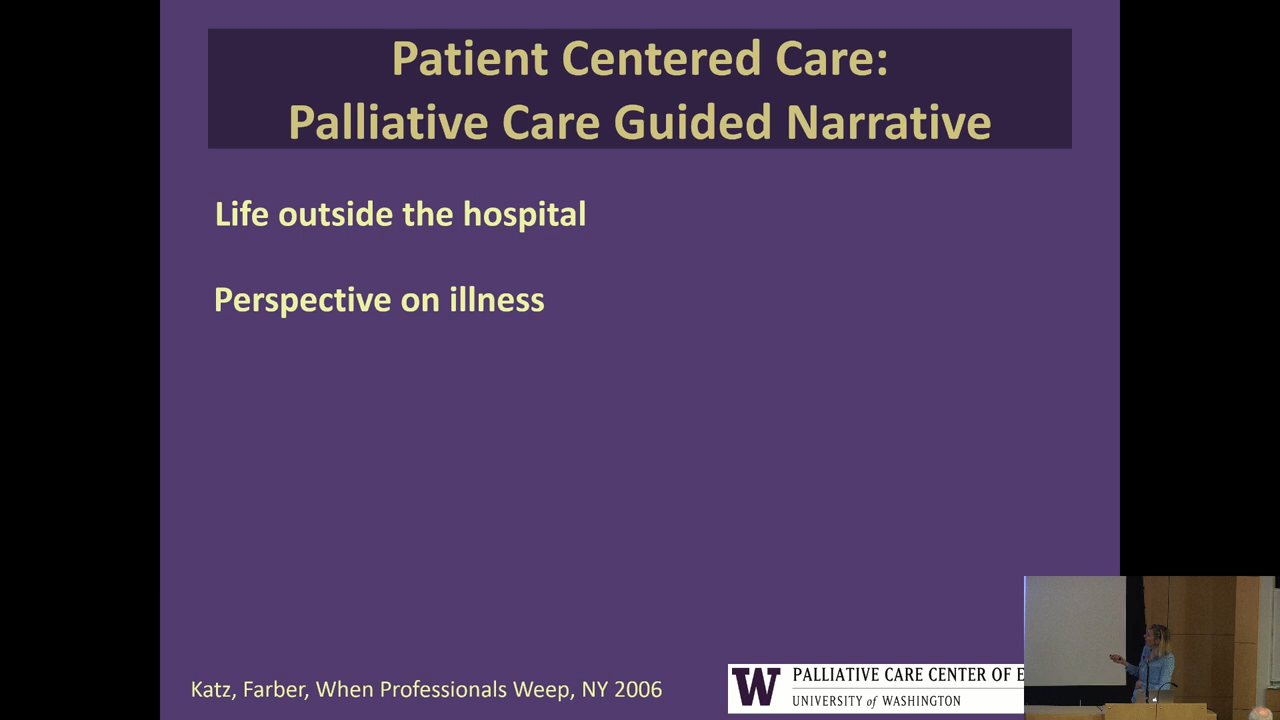 Patient Centered Care:
Palliative Care Guided Narrative
Life outside the hospital
Perspective on illness
Katz, Farber, When Professionals Weep, NY 2006
W PALLIATIVE CARE CENTER OF E
UNIVERSITY of WASHINGTON